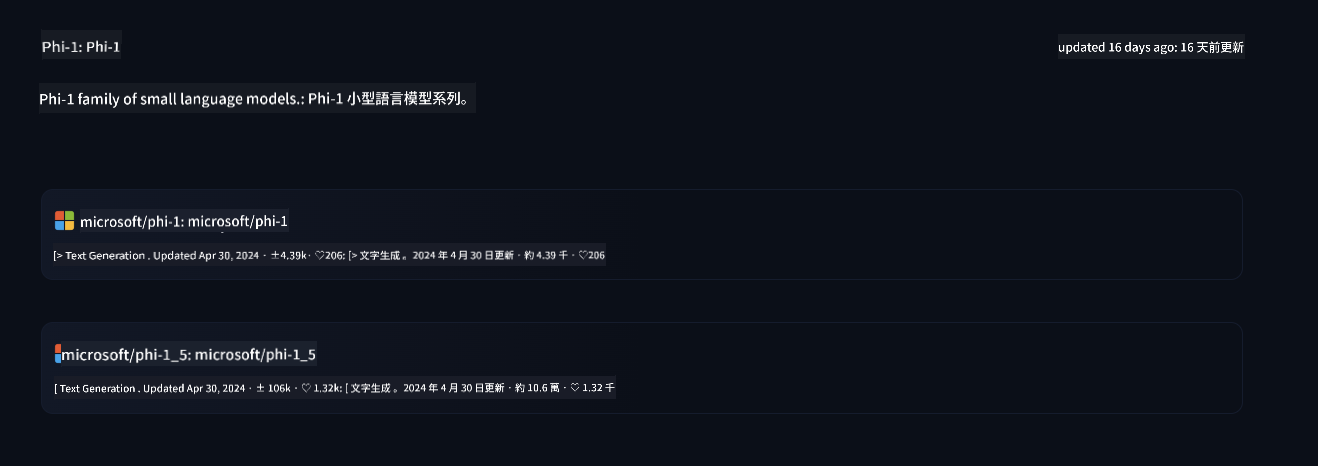 Phi-1: Phi-1
updated 16 days ago: 16 天前更新
Phi-1 family of small language models.: Phi-1 小型語言模型系列。
microsoft/phi-1: microsoft/phi-1
[> Text Generation . Updated Apr 30, 2024 · ±4.39k· ♡206: [> 文字生成 。2024 年 4 月 30 日更新 · 約 4.39 千 · ♡206
microsoft/phi-1_5: microsoft/phi-1_5
[ Text Generation . Updated Apr 30, 2024 · ± 106k · ♡ 1.32k: [ 文字生成 。2024 年 4 月 30 日更新 · 約 10.6 萬 · ♡ 1.32 千